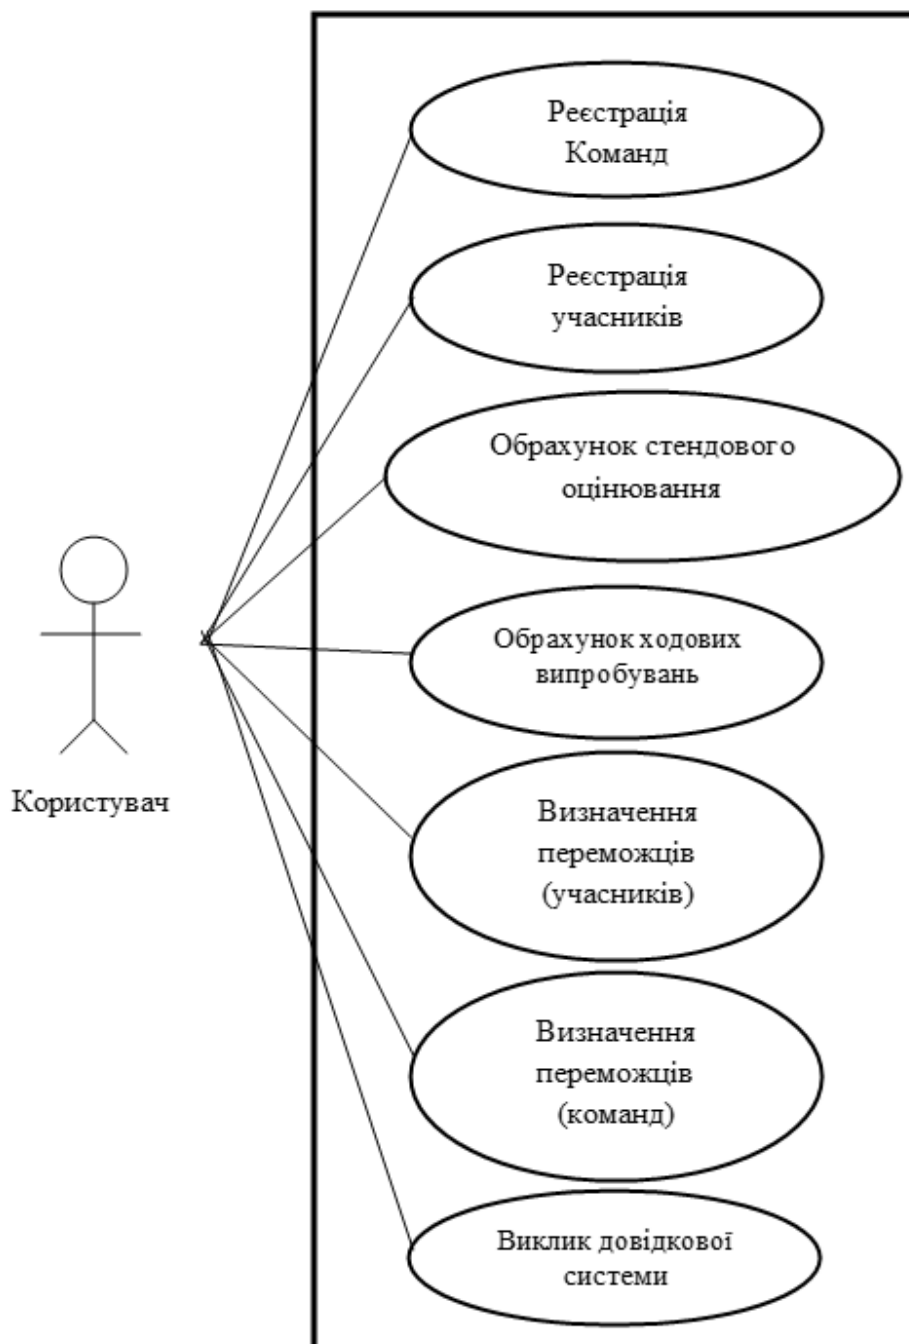 Реєстрація
Команд
Реєстрація
учасників
Обрахунок стендового
оцінювання
Обрахунок ходових
випробувань
Користувач
Визначення
переможців
(учасників)
Визначення
переможців
(команд)
Виклик довідкової
системи